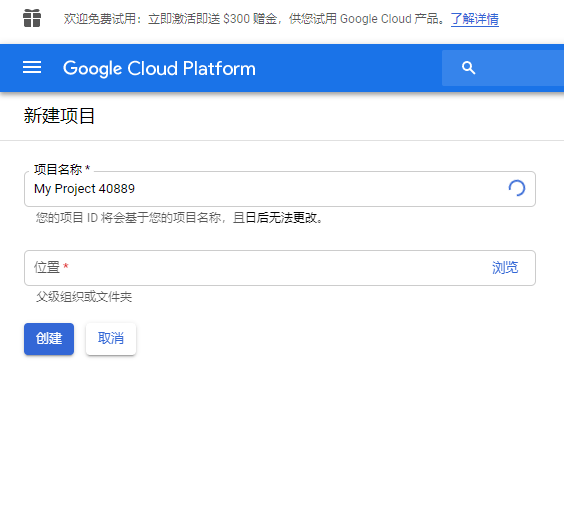 欢迎免费试用：立即激活即送 $300 赠金，供您试用 Google Cloud 产品。了解详情
Google Cloud Platform
新建项目
项目名称 *
My Project 40889
您的项目 ID 将会基于您的项目名称，且日后无法更改。
位置 * 浏览
父级组织或文件夹
创建 取消